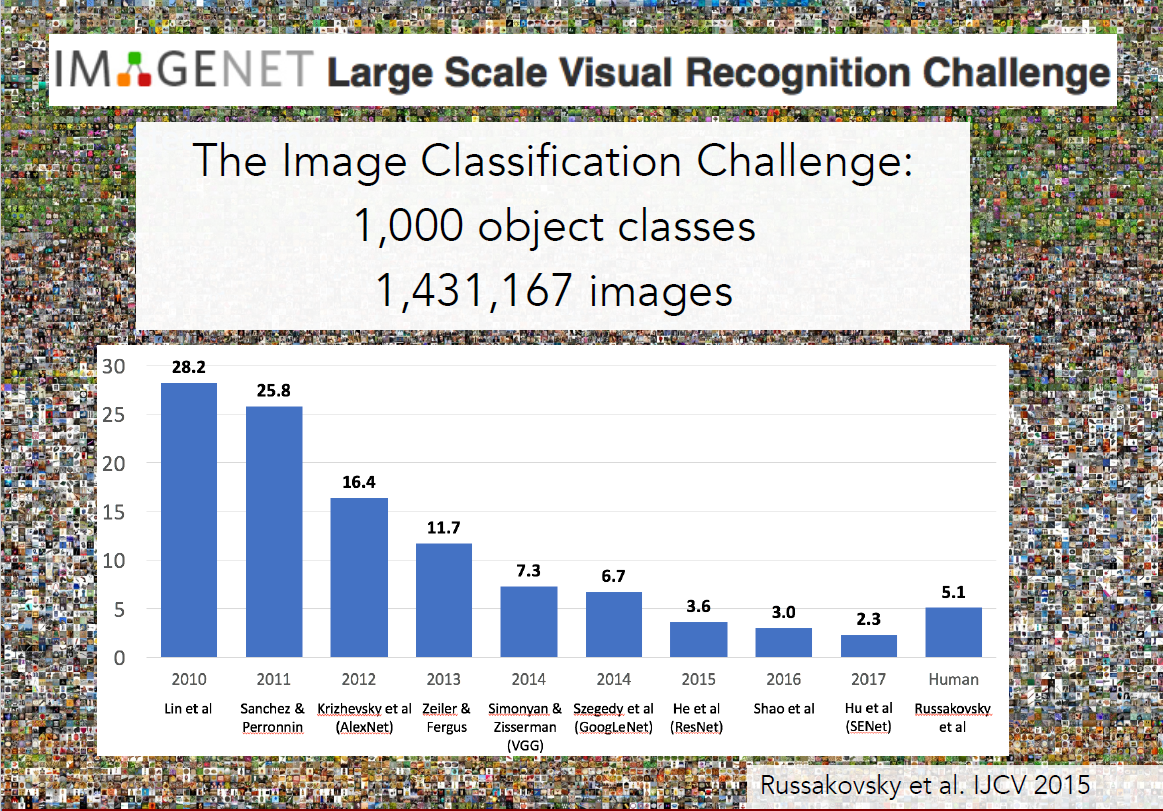 IMAGENET Large Scale Visual Recognition Challenge
The Image Classification Challenge:
1,000 object classes
1,431,167 images
30
25
20
15
10
5
0
28.2
25.8
16.4
11.7
7.3
6.7
3.6
3.0
2.3
5.1
2010 2011 2012 2013 2014 2014 2015 2016 2017 Human
Lin et al
Sanchez &
Perronnin
Krizhevsky et al
(AlexNet)
Zeiler &
Fergus
Simonyan &
Zisserman
(VGG)
Szegedy et al
(GoogLeNet)
He et al
(ResNet)
Shao et al
Hu et al
(SENet)
Russakovsky
et al
Russakovsky et al. IJCV 2015